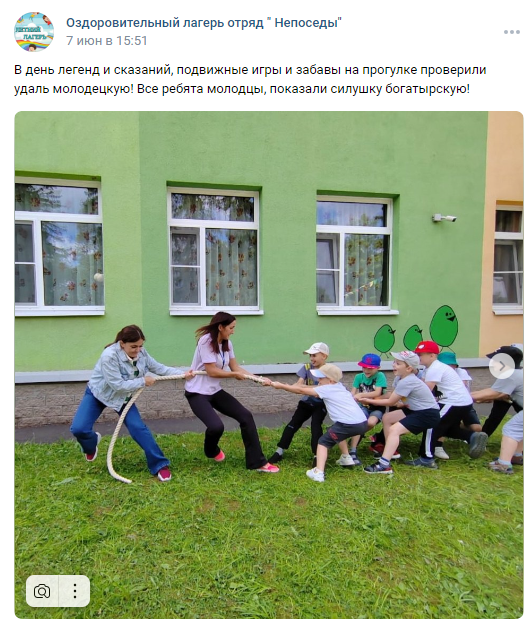 Оздоровительный лагерь отряд " Непоседы"
7 июн в 15:51
В день легенд и сказаний, подвижные игры и забавы на прогулке проверили
удаль молодецкую! Все ребята молодцы, показали силушку богатырскую!
ЛАГЕРЬ